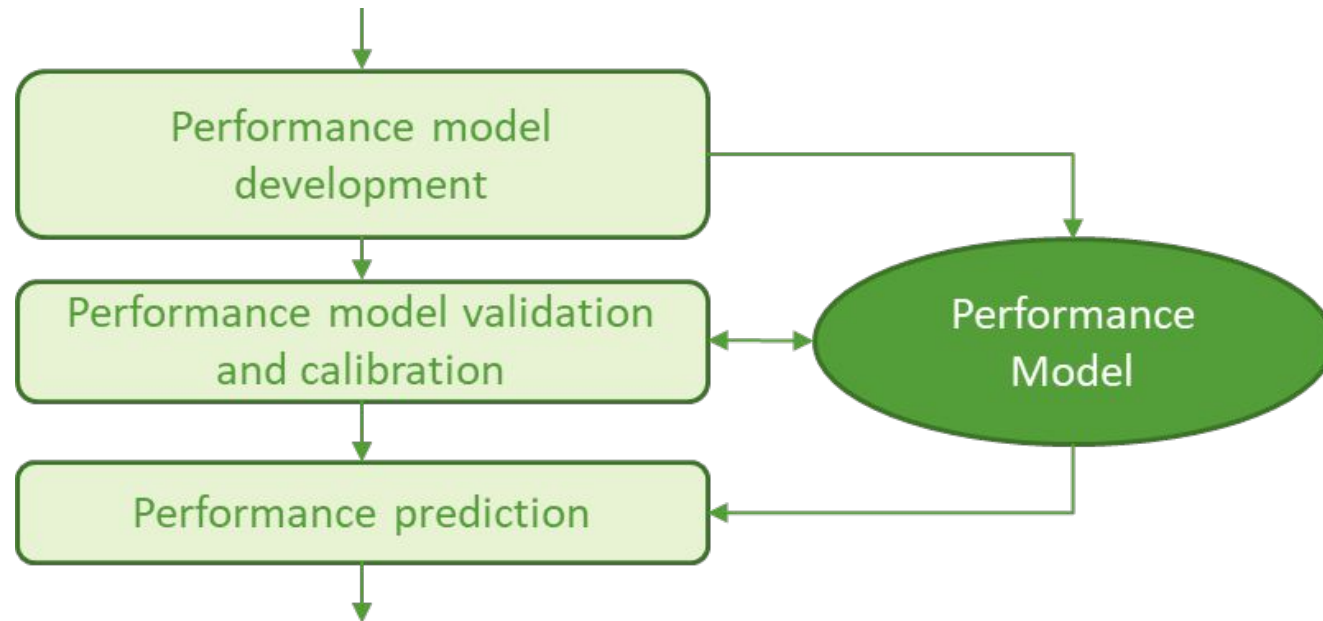 Performance model
development
Performance model validation
and calibration
Performance
Model
Performance prediction